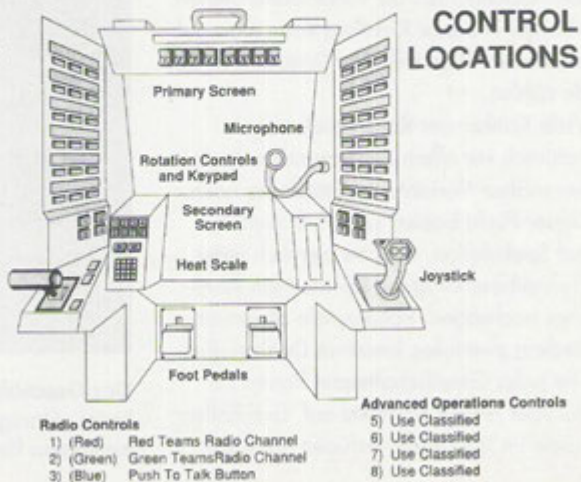 CONTROL
LOCATIONS
Primary Screen
Microphone
Rotation Controls
and Keypad
Secondary
Screen
Heat Scale
Joystick
Foot Pedals
Radio Controls
1) (Red) Red Teams Radio Channel
2) (Green) Green TeamsRadio Channel
3) (Blue) Push To Talk Button
Advanced Operations Controls
5) Use Classified
6) Use Classified
7) Use Classified
8) Use Classified